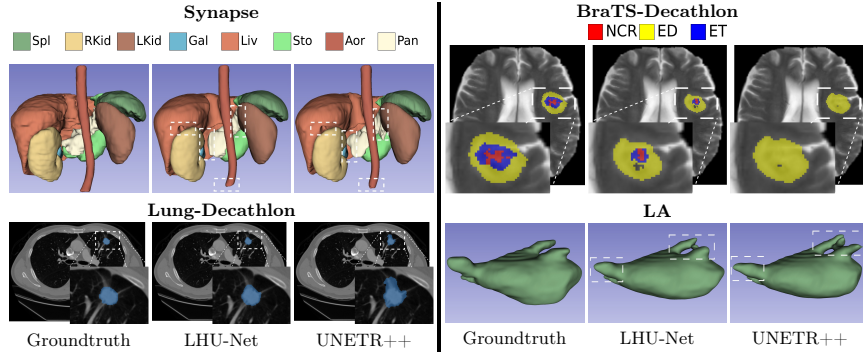 Synapse
Spl RKid LKid Gal Liv Sto Aor Pan
Lung-Decathlon
Groundtruth LHU-Net UNETR++
BraTS-Decathlon
NCR ED ET
LA
Groundtruth LHU-Net UNETR++